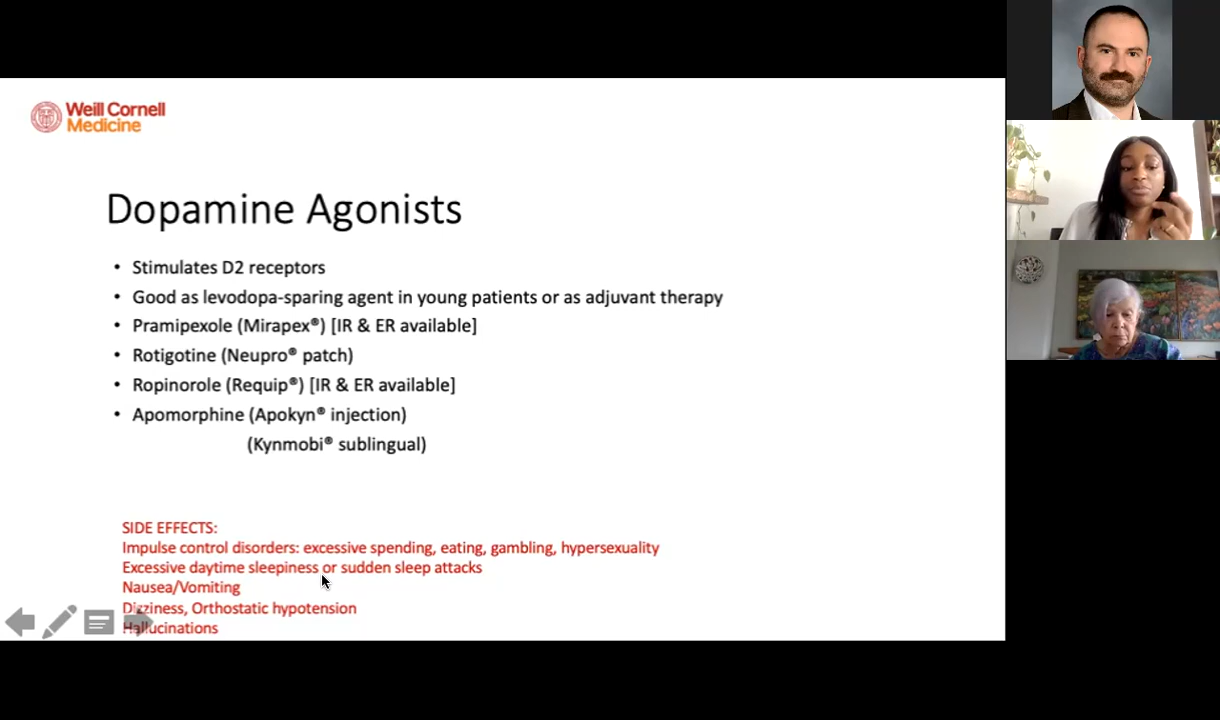 Weill Cornell
Medicine
Dopamine Agonists
• Stimulates D2 receptors
• Good as levodopa-sparing agent in young patients or as adjuvant therapy
• Pramipexole (Mirapex®) [IR & ER available]
• Rotigotine (Neupro® patch)
• Ropinorole (Requip®) [IR & ER available]
• Apomorphine (Apokyn® injection)
(Kynmobi® sublingual)
SIDE EFFECTS:
Impulse control disorders: excessive spending, eating, gambling, hypersexuality
Excessive daytime sleepiness or sudden sleep attacks
Nausea/Vomiting
Dizziness, Orthostatic hypotension
Hallucinations